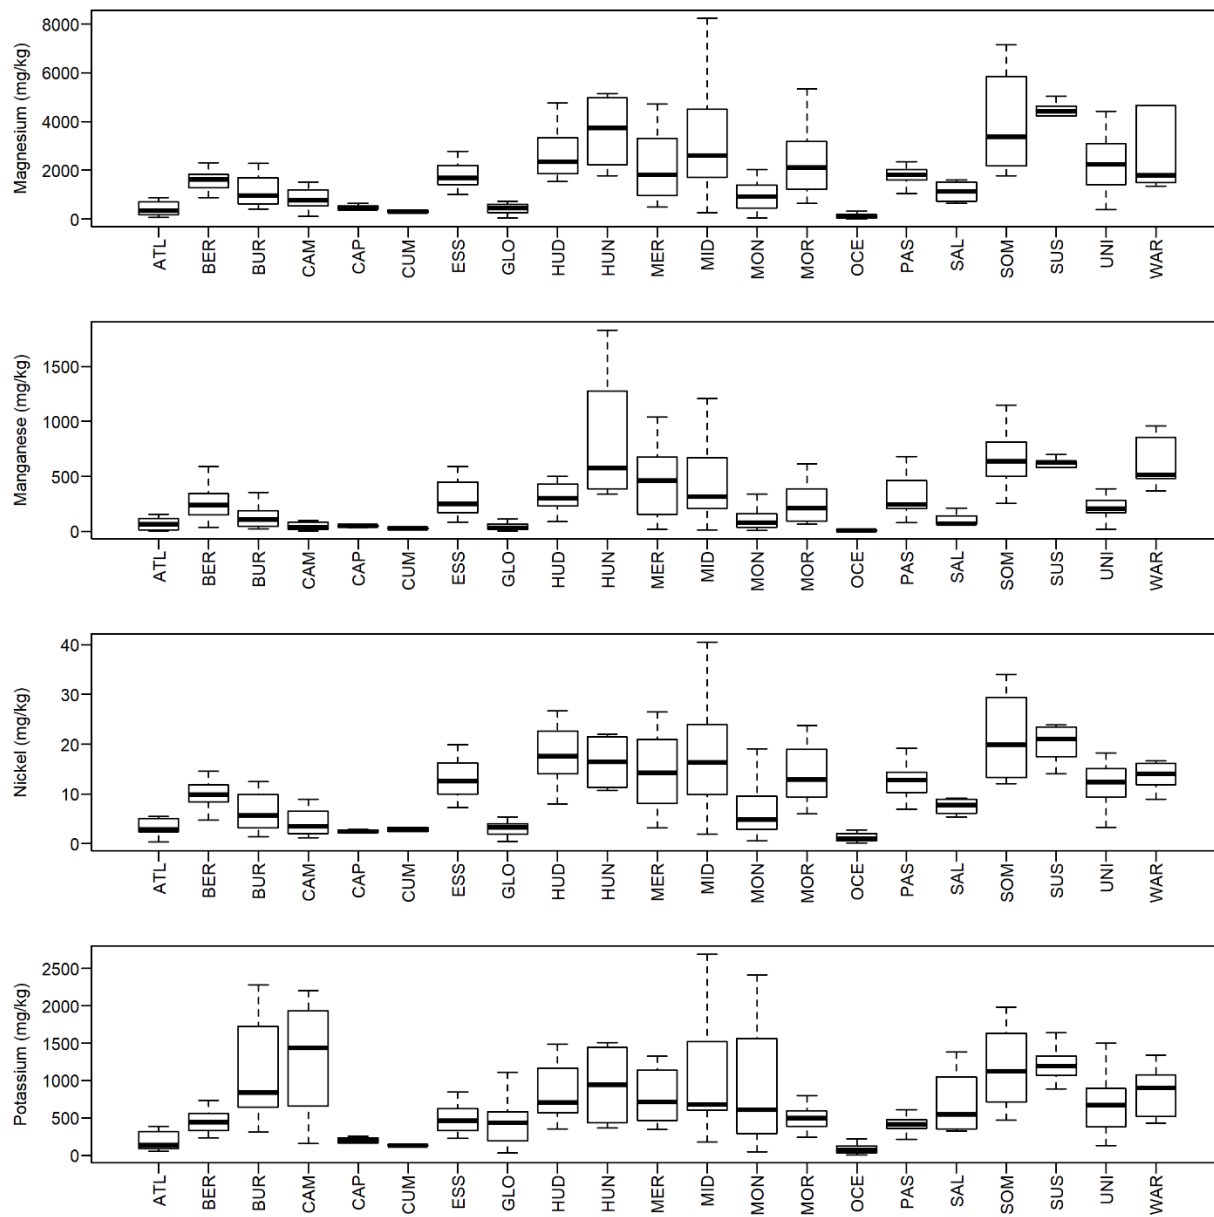 Magnesium (mg/kg)
8000
6000
4000
2000
0
ATL BER BUR CAM CAP CUM ESS GLO HUD HUN MER MID MON MOR OCE PAS SAL SOM SUS UNI WAR
Manganese (mg/kg)
1500
1000
500
0
ATL BER BUR CAM CAP CUM ESS GLO HUD HUN MER MID MON MOR OCE PAS SAL SOM SUS UNI WAR
Nickel (mg/kg)
40
30
20
10
0
ATL BER BUR CAM CAP CUM ESS GLO HUD HUN MER MID MON MOR OCE PAS SAL SOM SUS UNI WAR
Potassium (mg/kg)
2500
2000
1500
1000
500
0
ATL BER BUR CAM CAP CUM ESS GLO HUD HUN MER MID MON MOR OCE PAS SAL SOM SUS UNI WAR